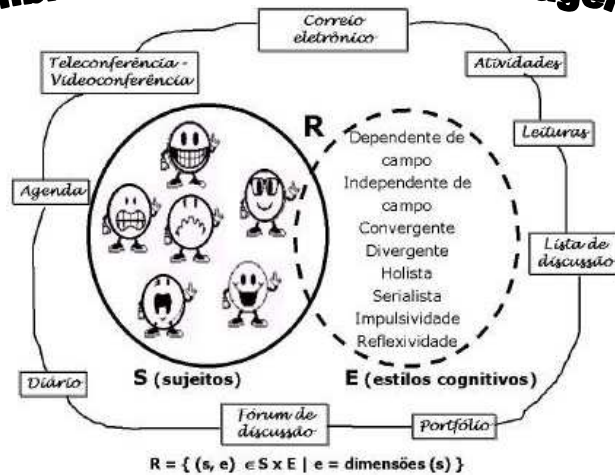 Correio
eletrônico
Teleconferência -
Vídeoconferência
Atividades
R
Leituras
Dependente de
campo
Independente de
campo
Convergente
Divergente
Holista
Serialista
Impulsividade
Reflexividade
Agenda
Lista de
discussão
S (sujeitos)
E (estilos cognitivos)
Diário
Fórum de
discussão
Portfólio
R = { (s, e) ∈ S x E | e = dimensões (s) }